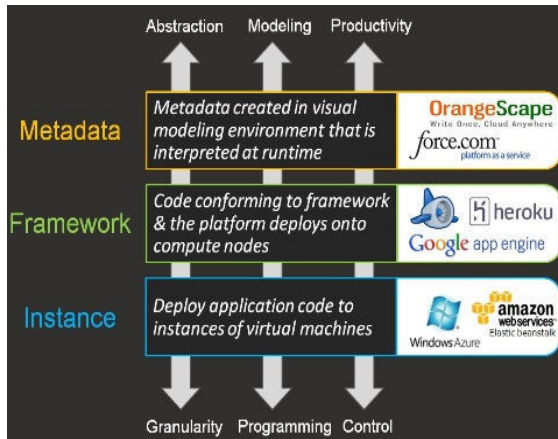 Abstraction Modeling Productivity
Metadata
Metadata created in visual
modeling environment that is
interpreted at runtime
OrangeScape
Write Once, Cloud Anywhere
force.com
platform as a service
Framework
Code conforming to framework
& the platform deploys onto
compute nodes
heroku
Google app engine
Instance
Deploy application code to
instances of virtual machines
Windows Azure
amazon
webservices™
Elastic beanstalk
Granularity Programming Control